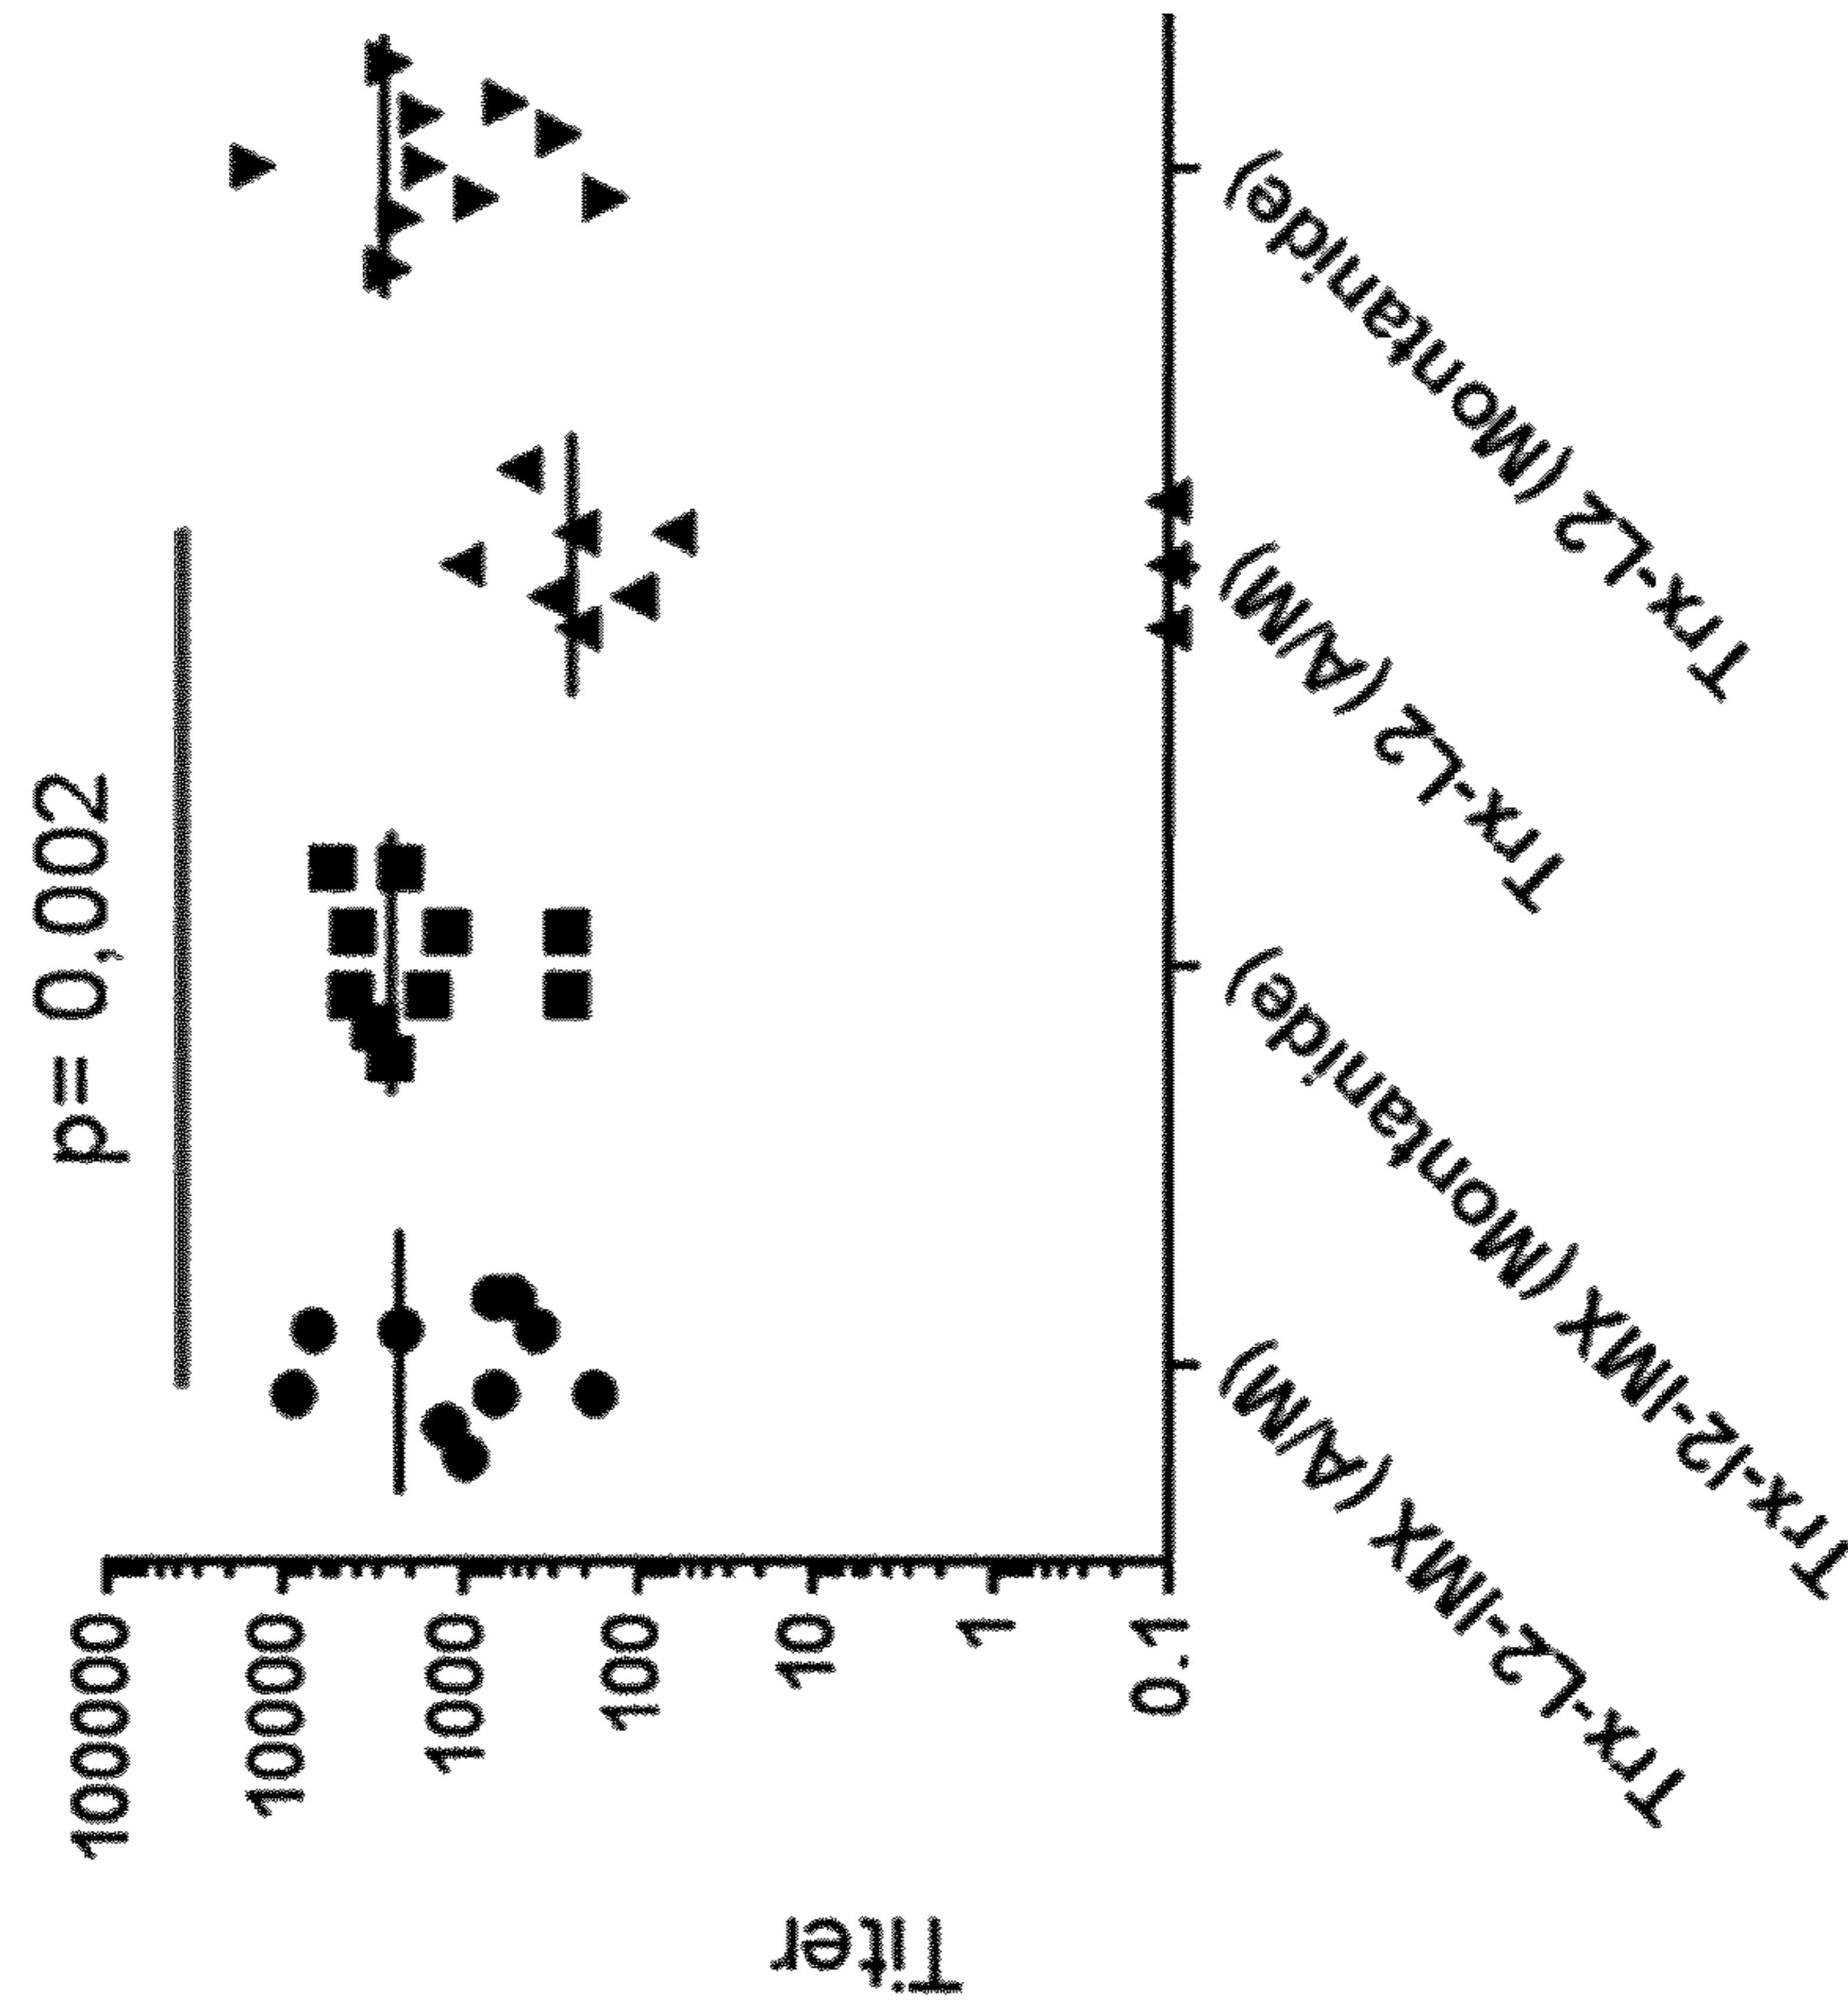 p= 0,002
Titer
100000
10000
1000
100
10
1
0.1
Trx-L2-IMX (A/M)
Trx-l2-IMX (Montanide)
Trx-L2 (A/M)
Trx-L2 (Montanide)